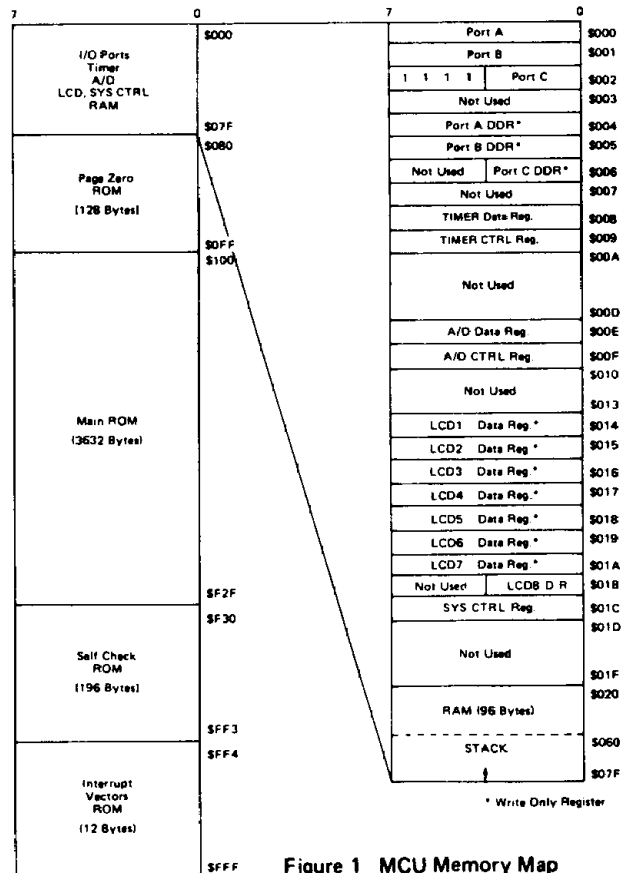 7 0
$000
I/O Ports
Timer
A/D
LCD, SYS CTRL
RAM
$07F
$080
Page Zero
ROM
(128 Bytes)
$0FF
$100
Main ROM
(3632 Bytes)
$F2F
$F30
Self Check
ROM
(196 Bytes)
$FF3
$FF4
Interrupt
Vectors
ROM
(12 Bytes)
$FFF
7 0
Port A $000
Port B $001
1 1 1 1 Port C $002
Not Used $003
Port A DDR* $004
Port B DDR* $005
Not Used Port C DDR* $006
Not Used $007
TIMER Data Reg. $008
TIMER CTRL Reg. $009
$00A
Not Used
$00D
A/D Data Reg. $00E
A/D CTRL Reg. $00F
$010
Not Used
$013
LCD1 Data Reg.* $014
LCD2 Data Reg.* $015
LCD3 Data Reg.* $016
LCD4 Data Reg.* $017
LCD5 Data Reg.* $018
LCD6 Data Reg.* $019
LCD7 Data Reg.* $01A
Not Used LCD8 D R $01B
SYS CTRL Reg. $01C
$01D
Not Used
$01F
$020
RAM (96 Bytes)
$060
STACK
$07F
* Write Only Register
Figure 1 MCU Memory Map